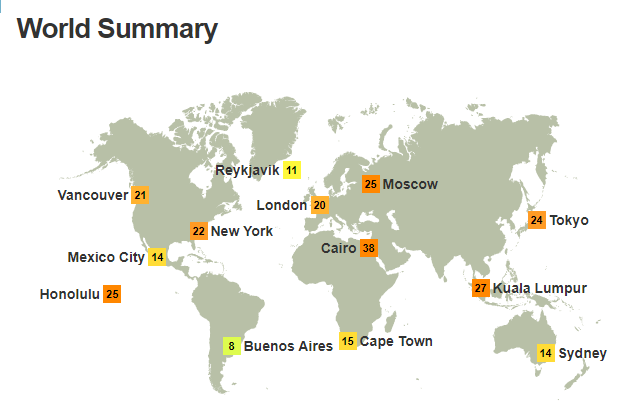 World Summary
Reykjavik 11
Vancouver 21
25 Moscow
London 20
24 Tokyo
22 New York
Cairo 38
Mexico City 14
Honolulu 25
27 Kuala Lumpur
8 Buenos Aires
15 Cape Town
14 Sydney